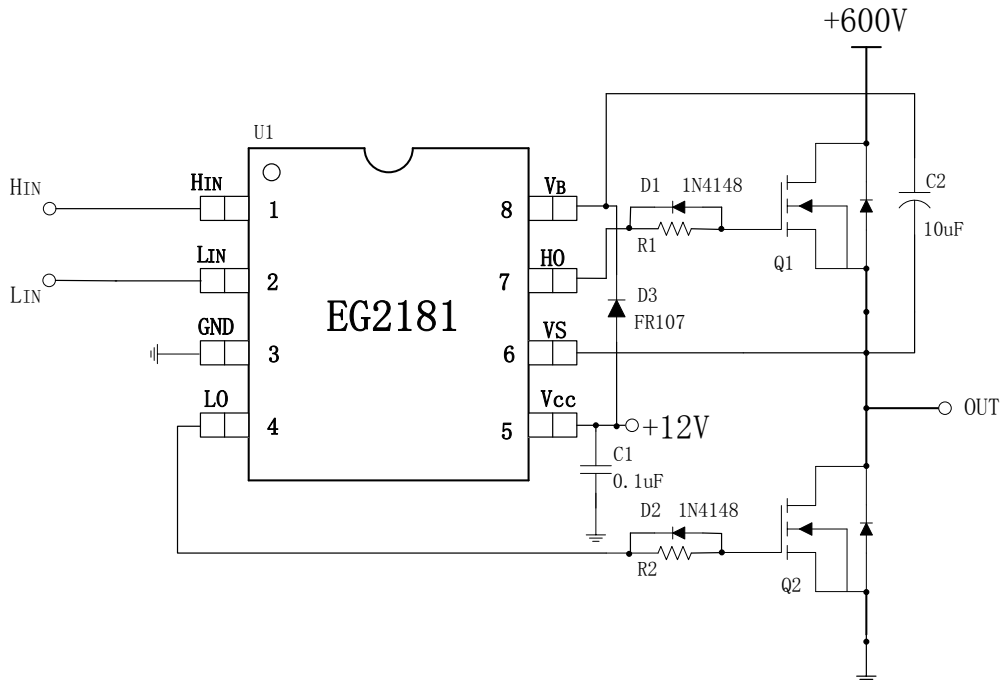 +600V
U1
HIN
HIN
1
LIN
LIN
2
GND
3
LO
4
EG2181
VB
8
HO
7
VS
6
Vcc
5
D1 1N4148
R1
Q1
C2
10uF
D3
FR107
OUT
+12V
C1
0.1uF
D2 1N4148
R2
Q2